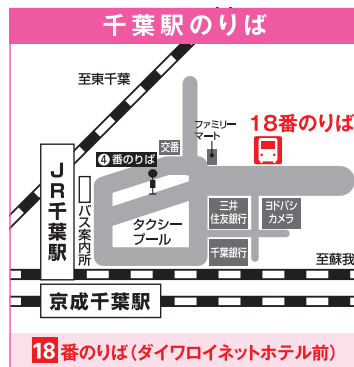 千葉駅のりば
至東千葉
ファミリー
マート
18番のりば
交番
❹番のりば
JR千葉駅
バス案内所
三井
住友銀行
ヨドバシ
カメラ
タクシー
プール
千葉銀行
至蘇我
京成千葉駅
18番のりば(ダイワロイネットホテル前)